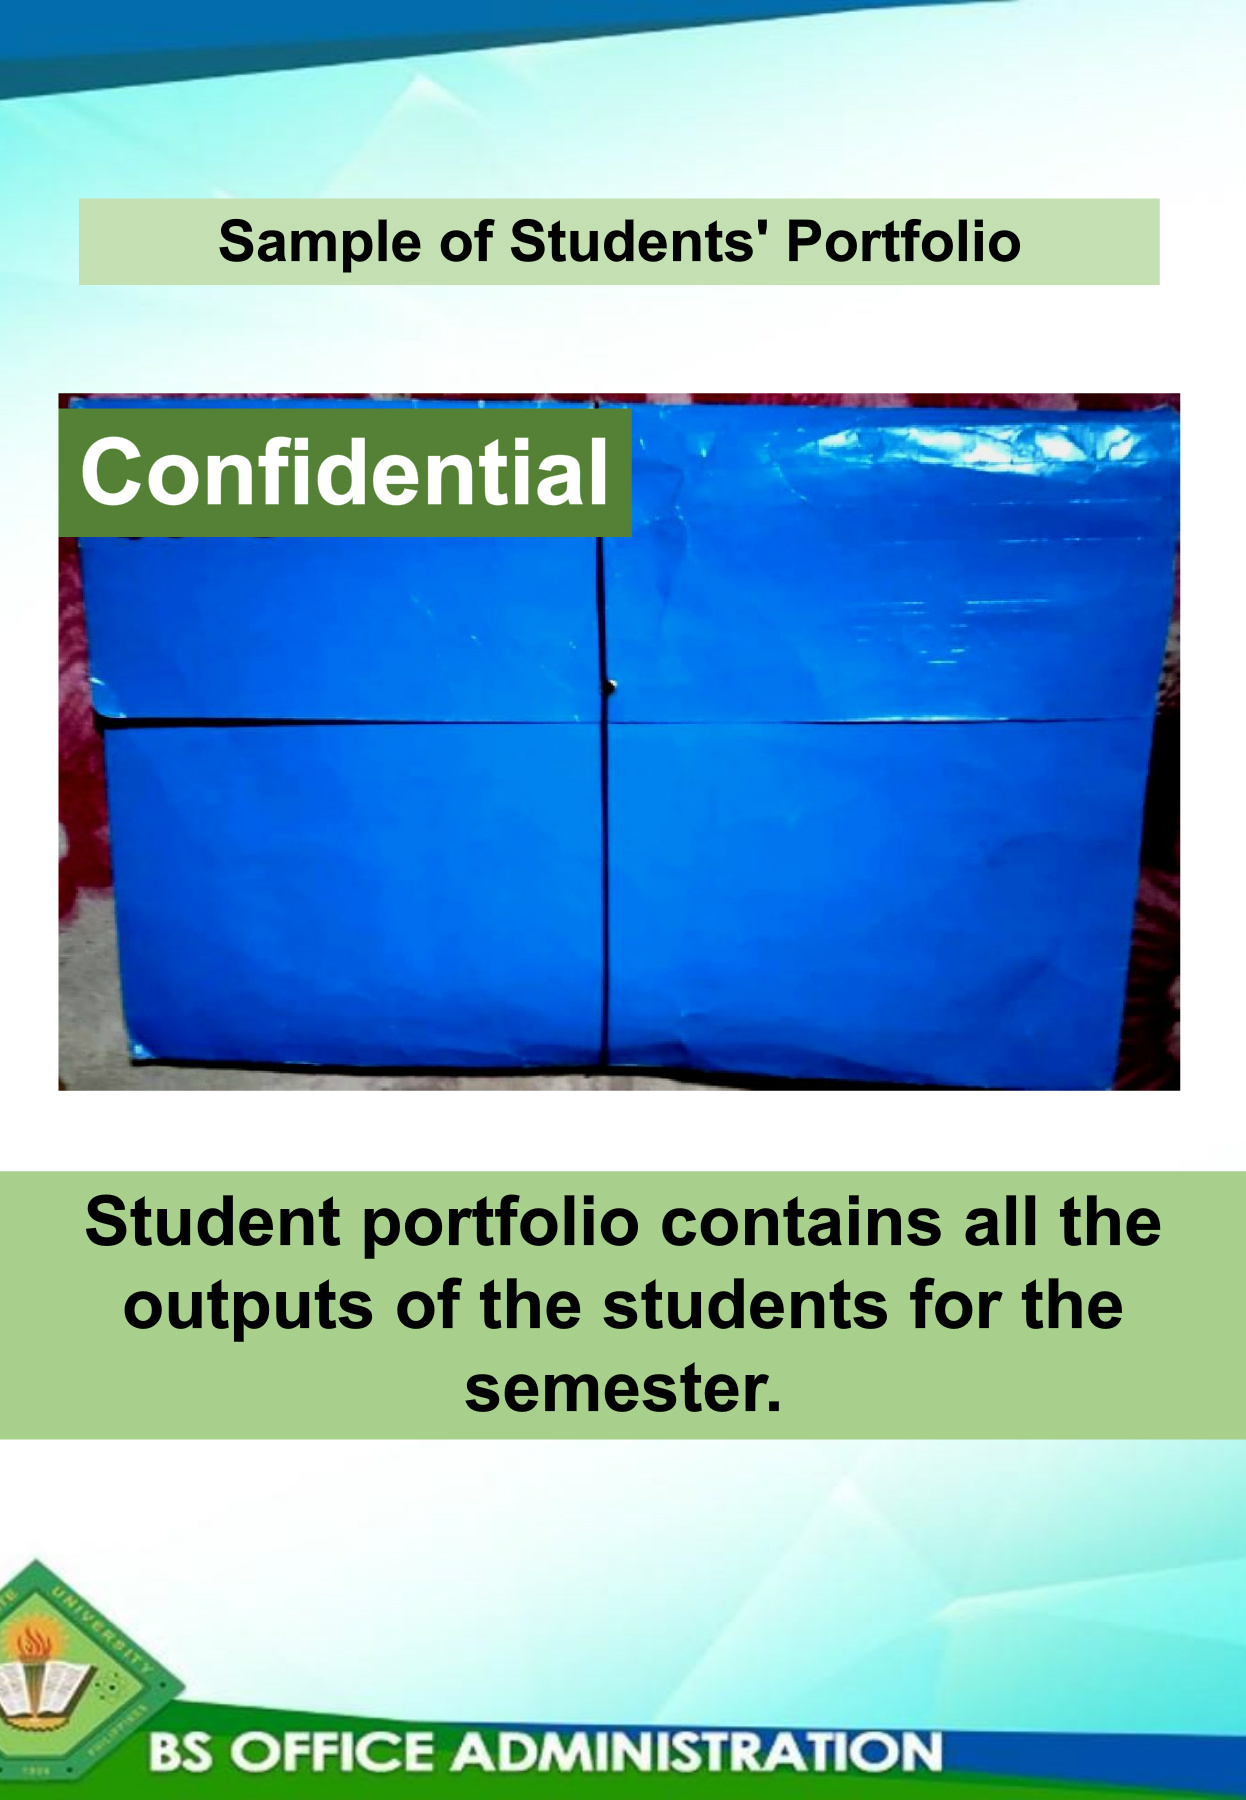 Sample of Students' Portfolio
Confidential
Student portfolio contains all the
outputs of the students for the
semester.
UNIVERSITY
PHILIPPINES
BS OFFICE ADMINISTRATION